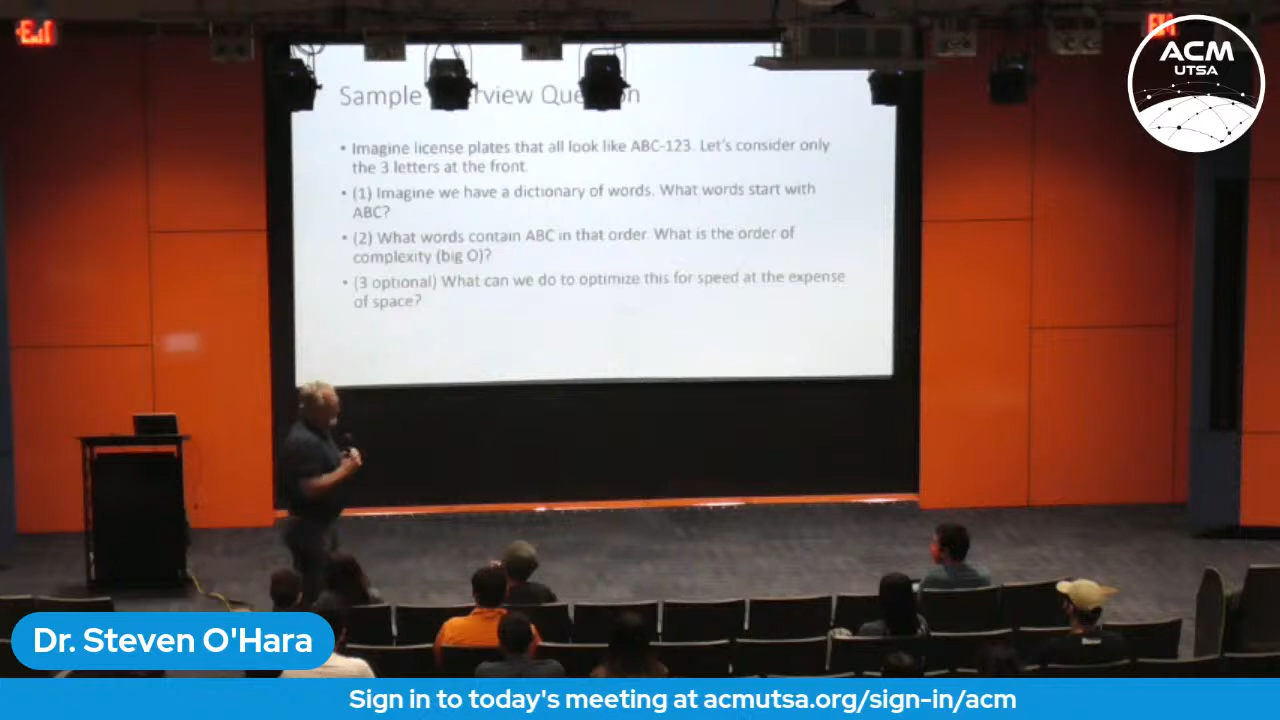 EXIT
EXIT
ACM
UTSA
Sample
• Imagine license plates that all look like ABC-123. Let's consider only
the 3 letters at the front.
• (1) Imagine we have a dictionary of words. What words start with
ABC?
• (2) What words contain ABC in that order. What is the order of
complexity (big O)?
• (3 optional) What can we do to optimize this for speed at the expense
of space?
Dr. Steven O'Hara
Sign in to today's meeting at acmutsa.org/sign-in/acm